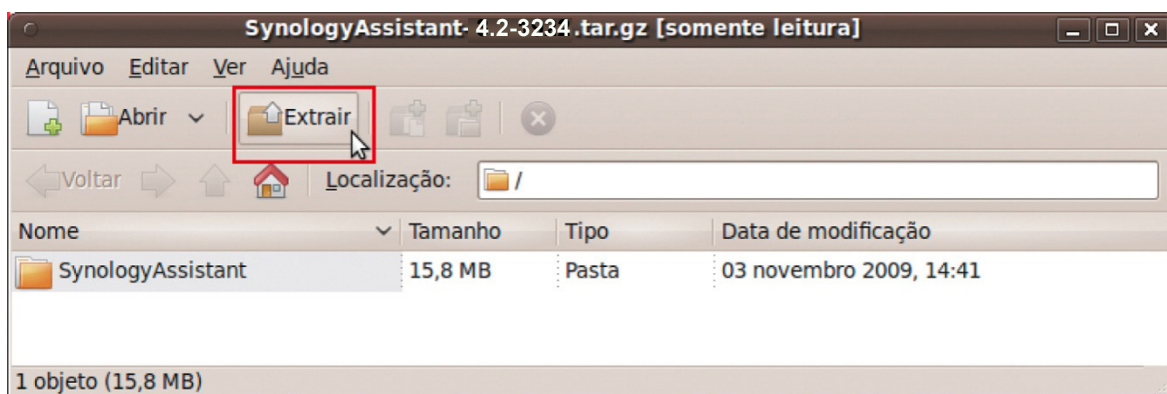 SynologyAssistant- 4.2-3234 .tar.gz [somente leitura]
Arquivo Editar Ver Ajuda
Abrir Extrair
Voltar Localização: /
Nome Tamanho Tipo Data de modificação
SynologyAssistant 15,8 MB Pasta 03 novembro 2009, 14:41
1 objeto (15,8 MB)